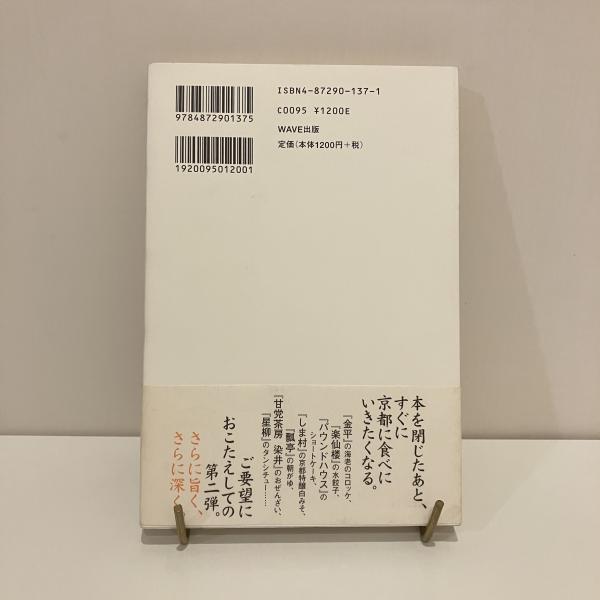 ISBN4-87290-137-1
C0095 ¥1200E
WAVE出版
定価(本体1200円+税)
9784872901375
1920095012001
本を閉じたあと、
すぐに
京都に食べに
いきたくなる。
『金平』の海老のコロッケ、
『楽仙楼』の水餃子、
『バウンドハウス』の
ショートケーキ、
『しま村』の京都特醸白みそ、
『瓢亭』の朝がゆ、
『甘党茶房 染井』のおぜんざい、
『星柳』のタンシチュー……
ご要望に
おこたえしての
第二弾。
さらに旨く、
さらに深く